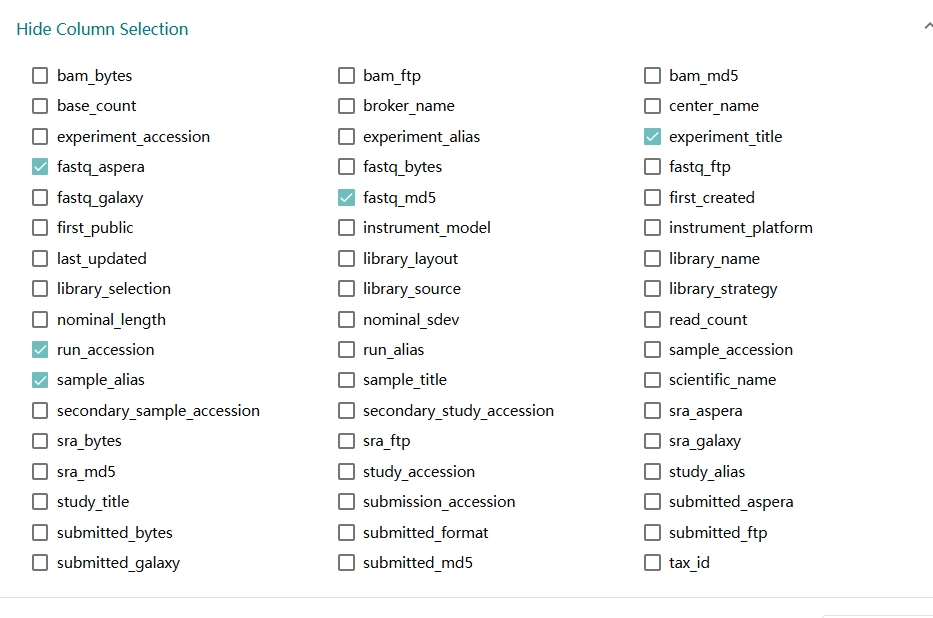 Hide Column Selection
bam_bytes bam_ftp bam_md5
base_count broker_name center_name
experiment_accession experiment_alias experiment_title
fastq_aspera fastq_bytes fastq_ftp
fastq_galaxy fastq_md5 first_created
first_public instrument_model instrument_platform
last_updated library_layout library_name
library_selection library_source library_strategy
nominal_length nominal_sdev read_count
run_accession run_alias sample_accession
sample_alias sample_title scientific_name
secondary_sample_accession secondary_study_accession sra_aspera
sra_bytes sra_ftp sra_galaxy
sra_md5 study_accession study_alias
study_title submission_accession submitted_aspera
submitted_bytes submitted_format submitted_ftp
submitted_galaxy submitted_md5 tax_id